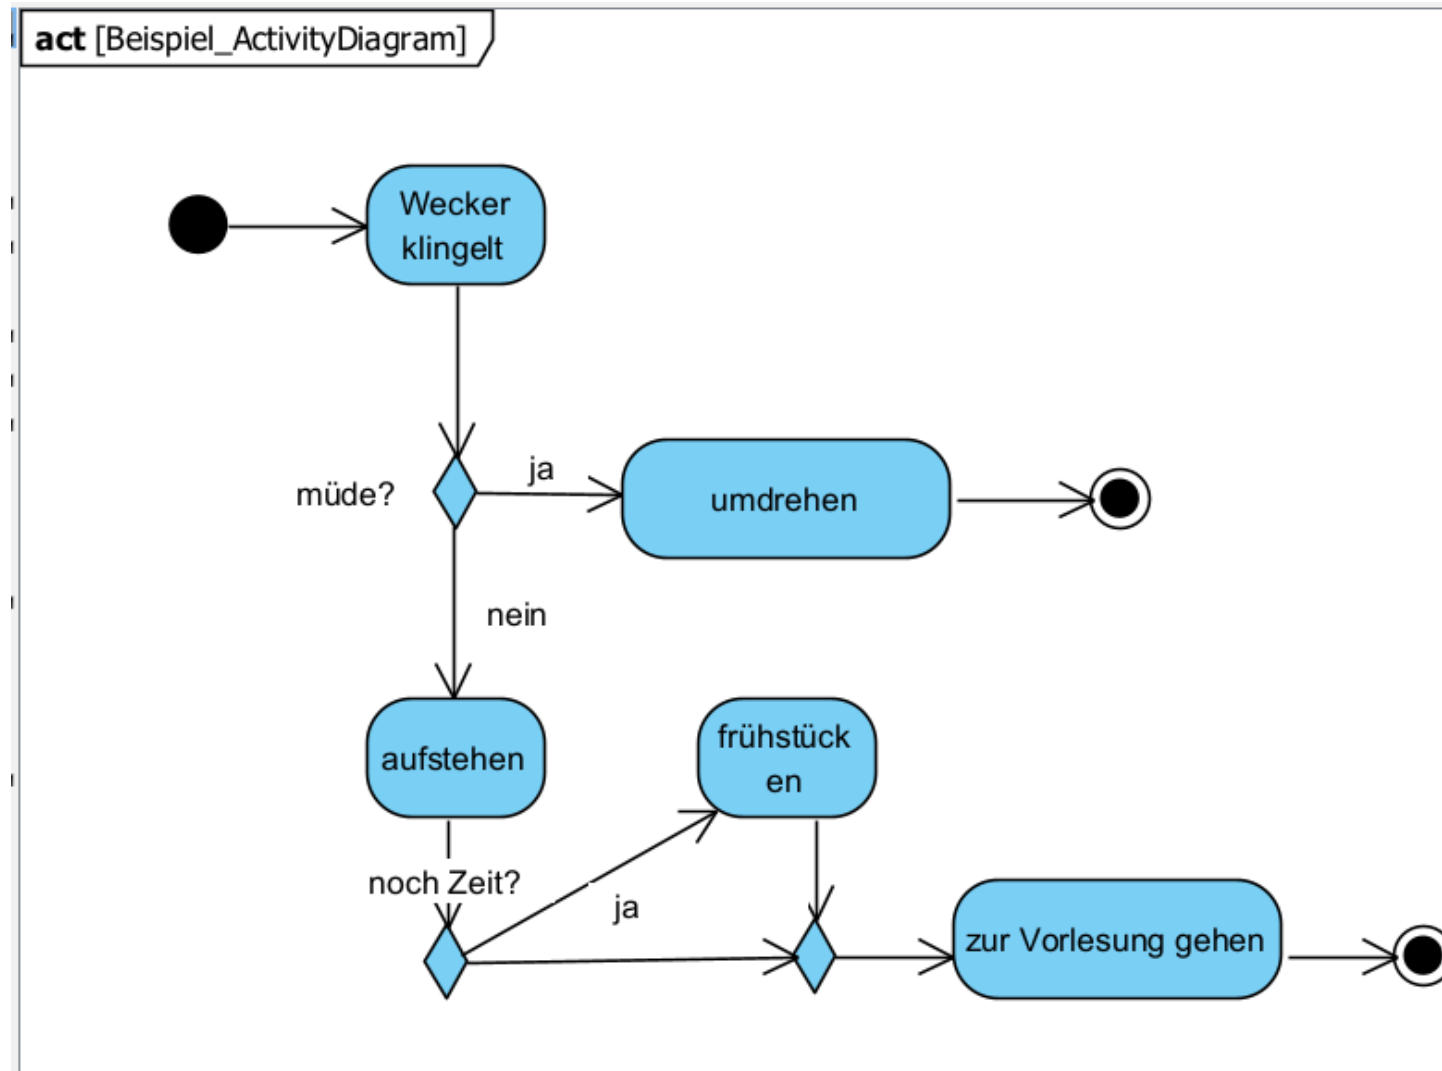 act [Beispiel_ActivityDiagram]
Wecker
klingelt
müde?
ja
umdrehen
nein
aufstehen
frühstück
en
noch Zeit?
ja
zur Vorlesung gehen